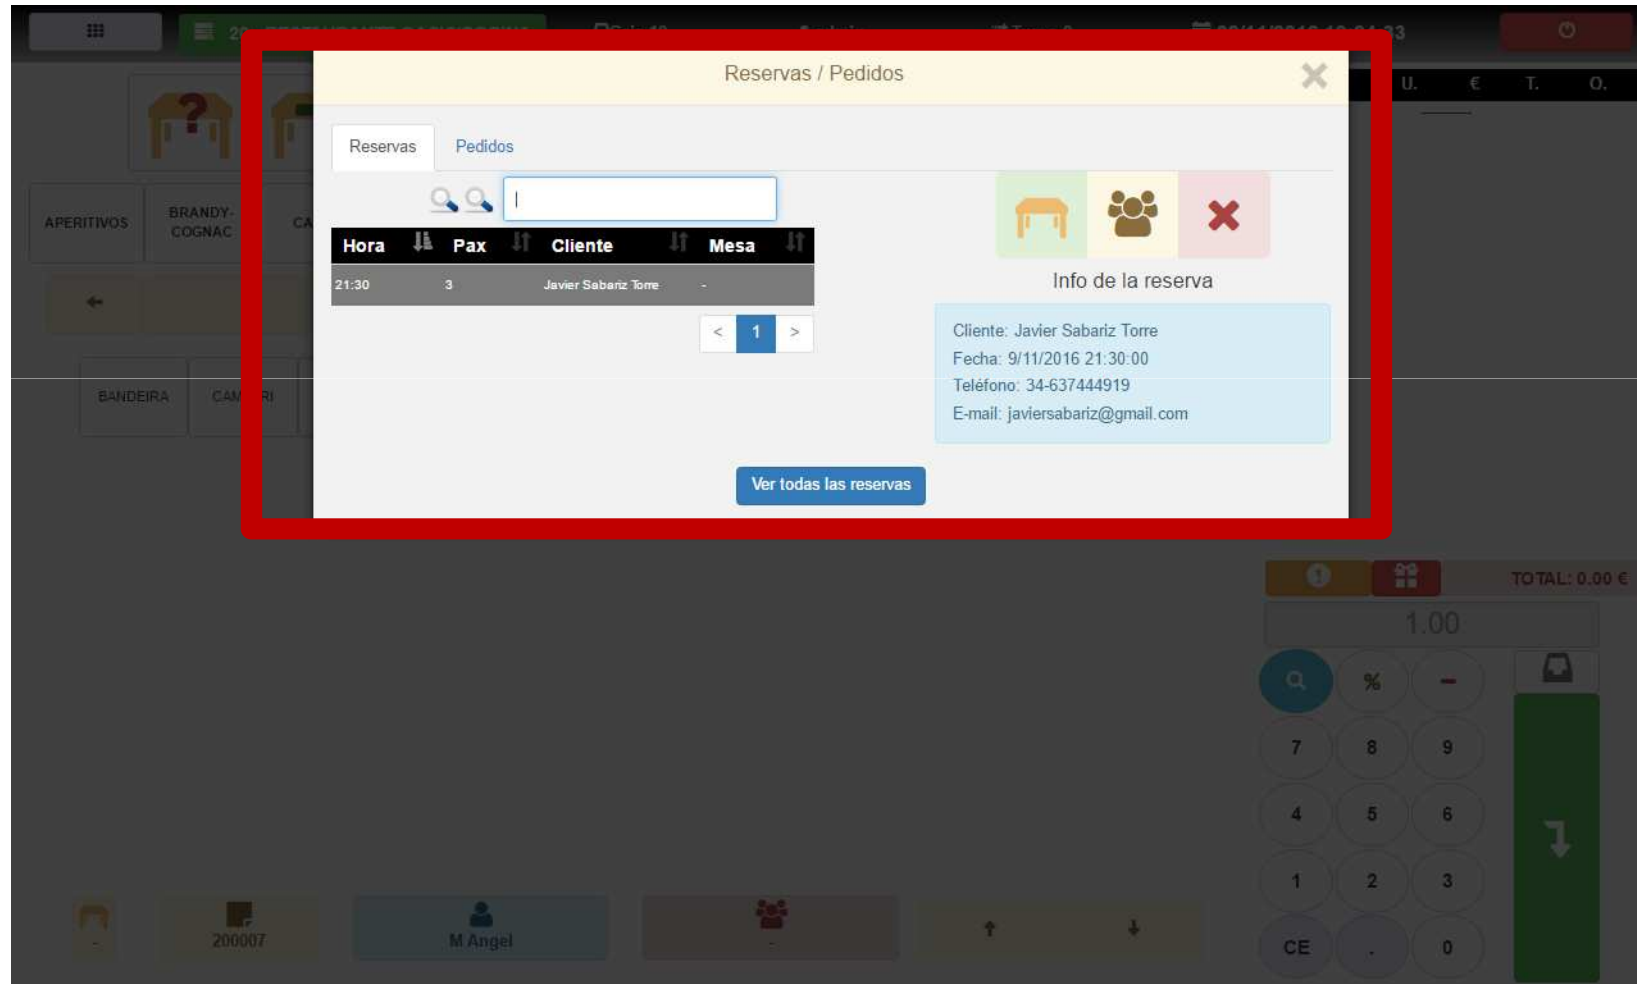 Reservas / Pedidos
U. € T. O.
Reservas Pedidos
APERITIVOS
BRANDY-
COGNAC
CA
Hora Pax Cliente Mesa
21:30 3 Javier Sabariz Torre -
< 1 >
Info de la reserva
Cliente: Javier Sabariz Torre
Fecha: 9/11/2016 21:30:00
Teléfono: 34-637444919
E-mail: javiersabariz@gmail.com
BANDEIRA
Ver todas las reservas
TOTAL: 0.00 €
1.00
% -
7 8 9
4 5 6
1 2 3
CE . 0
-
200007
M Angel
-